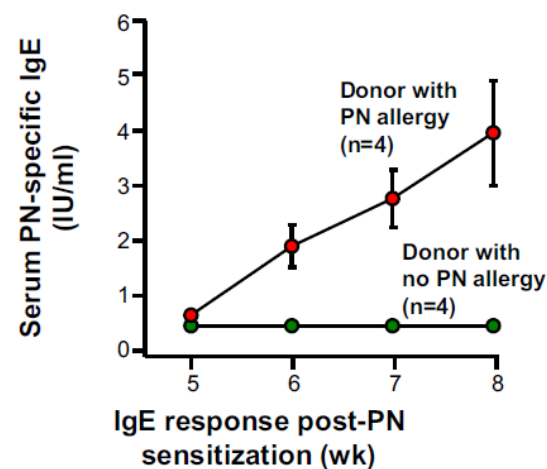 Serum PN-specific IgE
(IU/ml)
6
5
4
3
2
1
0
Donor with
PN allergy
(n=4)
Donor with
no PN allergy
(n=4)
5 6 7 8
IgE response post-PN
sensitization (wk)